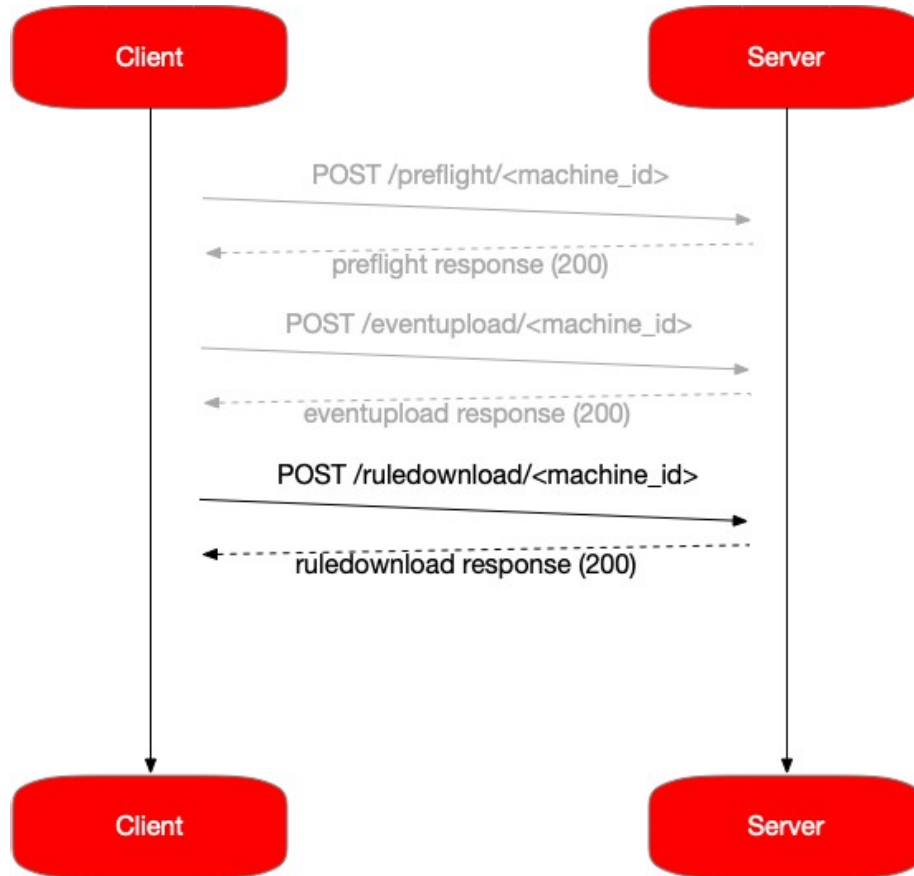 Client
Server
POST /preflight/<machine_id>
preflight response (200)
POST /eventupload/<machine_id>
eventupload response (200)
POST /ruledownload/<machine_id>
ruledownload response (200)
Client
Server